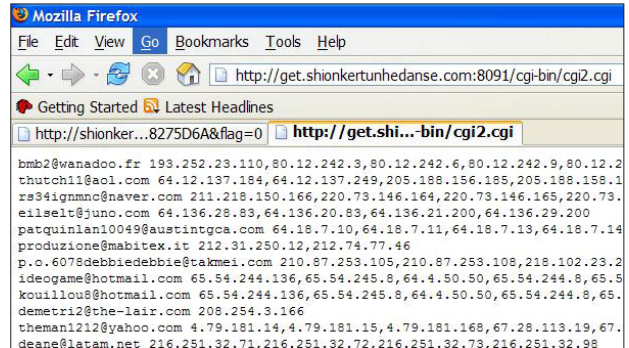 Mozilla Firefox
File Edit View Go Bookmarks Tools Help
http://get.shionkertunhedanse.com:8091/cgi-bin/cgi2.cgi
Getting Started Latest Headlines
http://shionker...8275D6A&flag=0 http://get.shi...-bin/cgi2.cgi
bmb2@wanadoo.fr 193.252.23.110,80.12.242.3,80.12.242.6,80.12.242.9,80.12.2
thutch11@aol.com 64.12.137.184,64.12.137.249,205.188.156.185,205.188.158.1
rs34ignmnc@naver.com 211.218.150.166,220.73.146.164,220.73.146.165,220.73.
eilselt@juno.com 64.136.28.83,64.136.20.83,64.136.21.200,64.136.29.200
patquinlan10049@austintgca.com 64.18.7.10,64.18.7.11,64.18.7.13,64.18.7.14
produzione@mabitex.it 212.31.250.12,212.74.77.46
p.o.6078debbiedebbie@takmei.com 210.87.253.105,210.87.253.108,218.102.23.2
ideogame@hotmail.com 65.54.244.136,65.54.245.8,64.4.50.50,65.54.244.8,65.5
kouillou8@hotmail.com 65.54.244.136,65.54.245.8,64.4.50.50,65.54.244.8,65.
demetri2@the-lair.com 208.254.3.166
theman1212@yahoo.com 4.79.181.14,4.79.181.15,4.79.181.168,67.28.113.19,67.
deane@latam.net 216.251.32.71,216.251.32.72,216.251.32.73,216.251.32.98